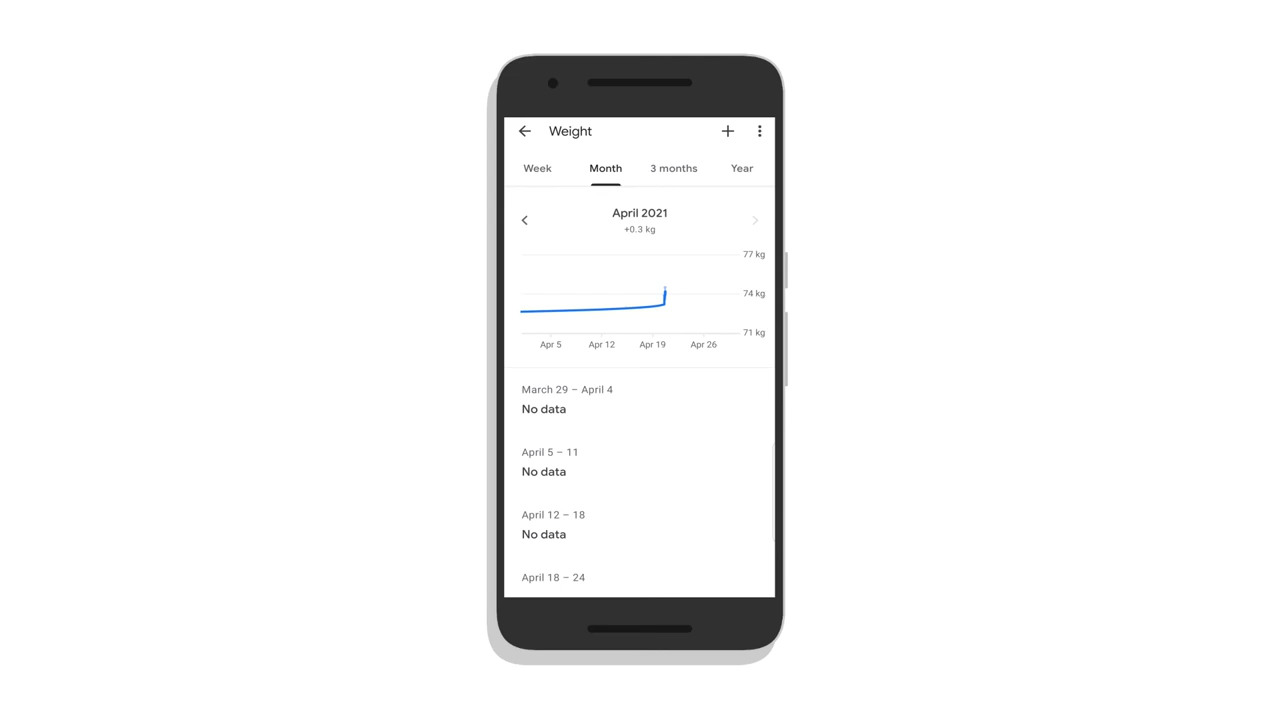 Weight
Week Month 3 months Year
April 2021
+0.3 kg
77 kg
74 kg
71 kg
Apr 5 Apr 12 Apr 19 Apr 26
March 29 – April 4
No data
April 5 – 11
No data
April 12 – 18
No data
April 18 – 24